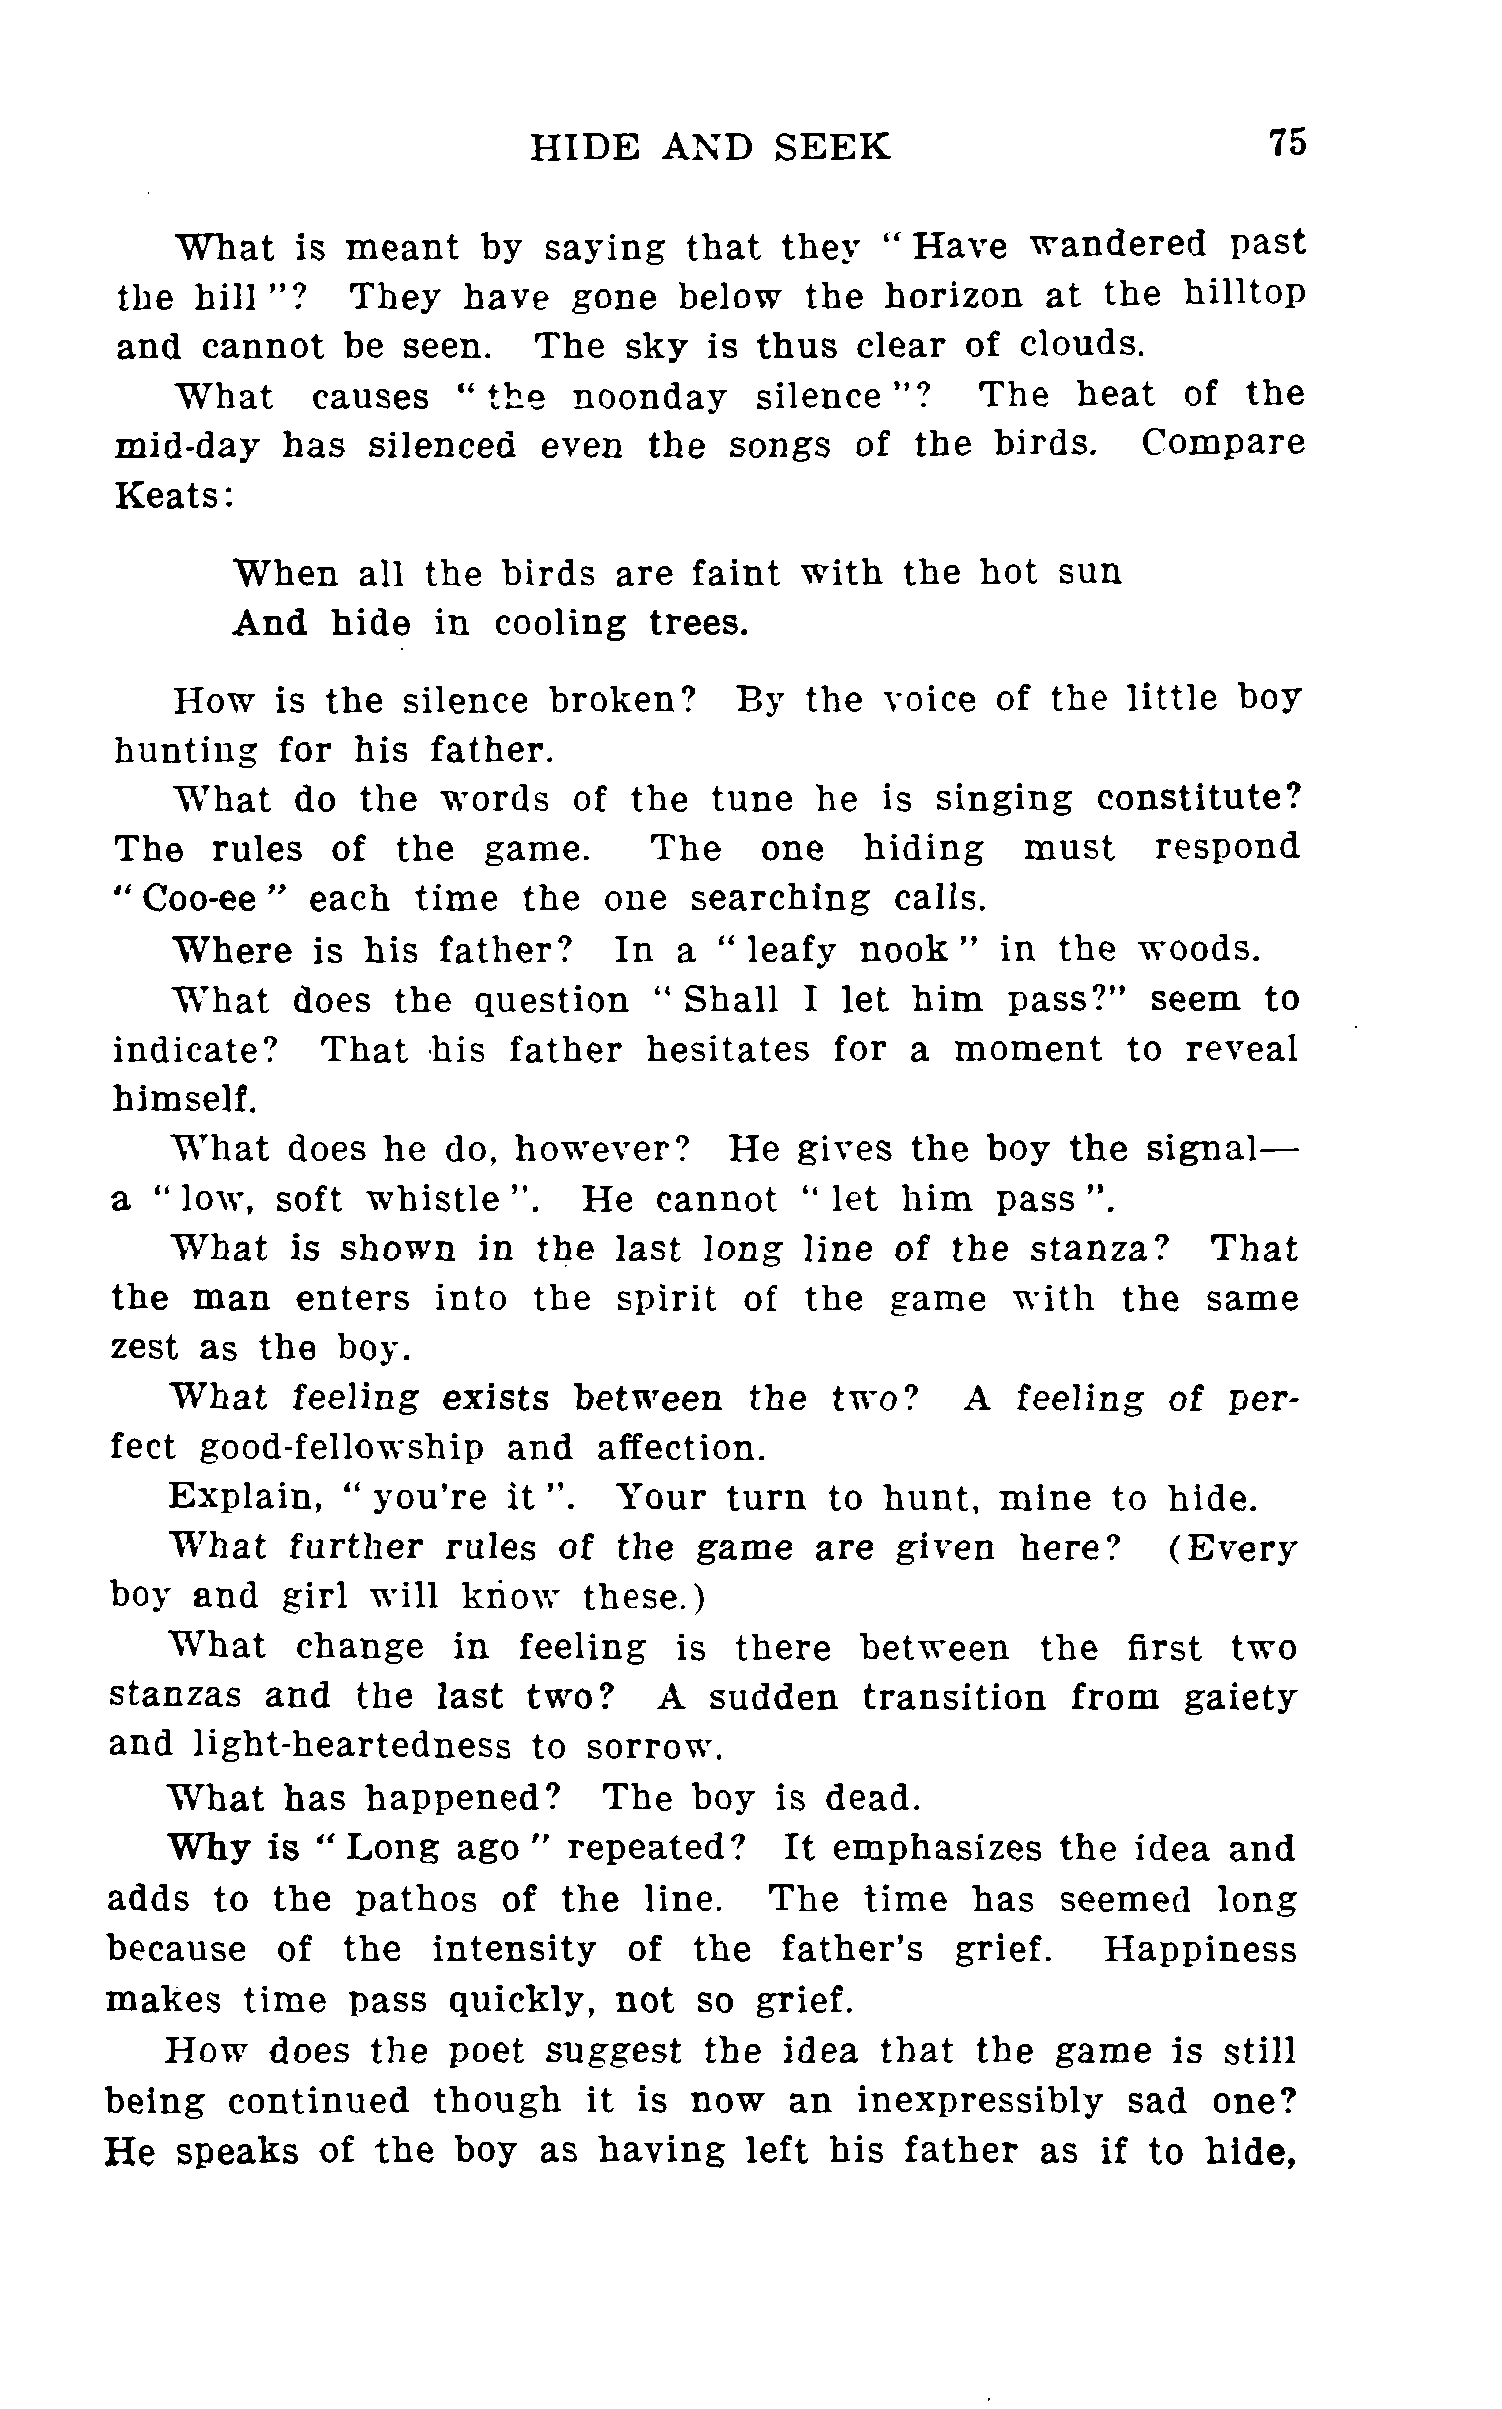 HIDE AND SEEK 75
What is meant by saying that they " Have wandered past
the hill "? They have gone below the horizon at the hilltop
and cannot be seen. The sky is thus clear of clouds.
What causes " the noonday silence "? The heat of the
mid-day has silenced even the songs of the birds. Compare
Keats:
When all the birds are faint with the hot sun
And hide in cooling trees.
How is the silence broken? By the voice of the little boy
hunting for his father.
What do the words of the tune he is singing constitute?
The rules of the game. The one hiding must respond
" Coo-ee " each time the one searching calls.
Where is his father? In a " leafy nook " in the woods.
What does the question " Shall I let him pass?" seem to
indicate? That his father hesitates for a moment to reveal
himself.
What does he do, however? He gives the boy the signal—
a " low, soft whistle ". He cannot " let him pass ".
What is shown in the last long line of the stanza? That
the man enters into the spirit of the game with the same
zest as the boy.
What feeling exists between the two? A feeling of per-
fect good-fellowship and affection.
Explain, " you're it ". Your turn to hunt, mine to hide.
What further rules of the game are given here? (Every
boy and girl will know these.)
What change in feeling is there between the first two
stanzas and the last two? A sudden transition from gaiety
and light-heartedness to sorrow.
What has happened? The boy is dead.
Why is " Long ago " repeated? It emphasizes the idea and
adds to the pathos of the line. The time has seemed long
because of the intensity of the father's grief. Happiness
makes time pass quickly, not so grief.
How does the poet suggest the idea that the game is still
being continued though it is now an inexpressibly sad one?
He speaks of the boy as having left his father as if to hide,